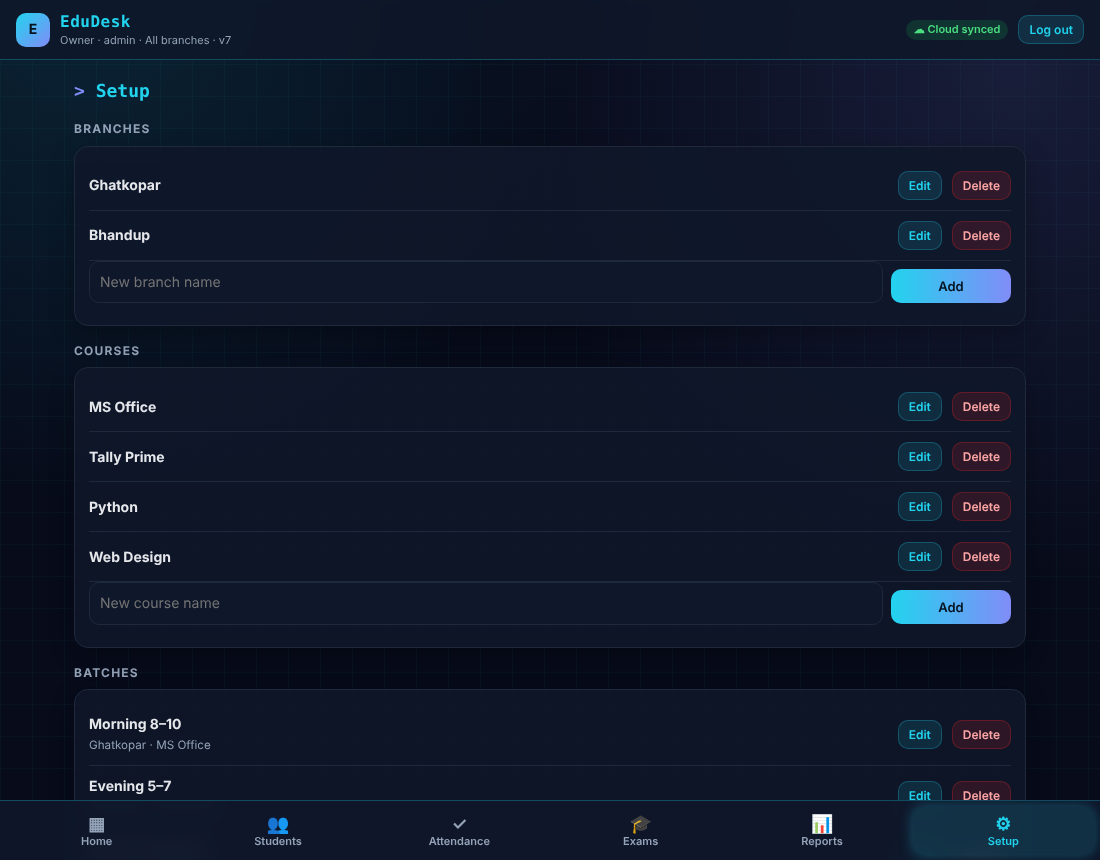 E
EduDesk
Owner · admin · All branches · v7
☁ Cloud synced
Log out
> Setup
BRANCHES
Ghatkopar
Edit
Delete
Bhandup
Edit
Delete
New branch name
Add
COURSES
MS Office
Edit
Delete
Tally Prime
Edit
Delete
Python
Edit
Delete
Web Design
Edit
Delete
New course name
Add
BATCHES
Morning 8–10
Ghatkopar · MS Office
Edit
Delete
Evening 5–7
Edit
Delete
Home
Students
Attendance
Exams
Reports
Setup